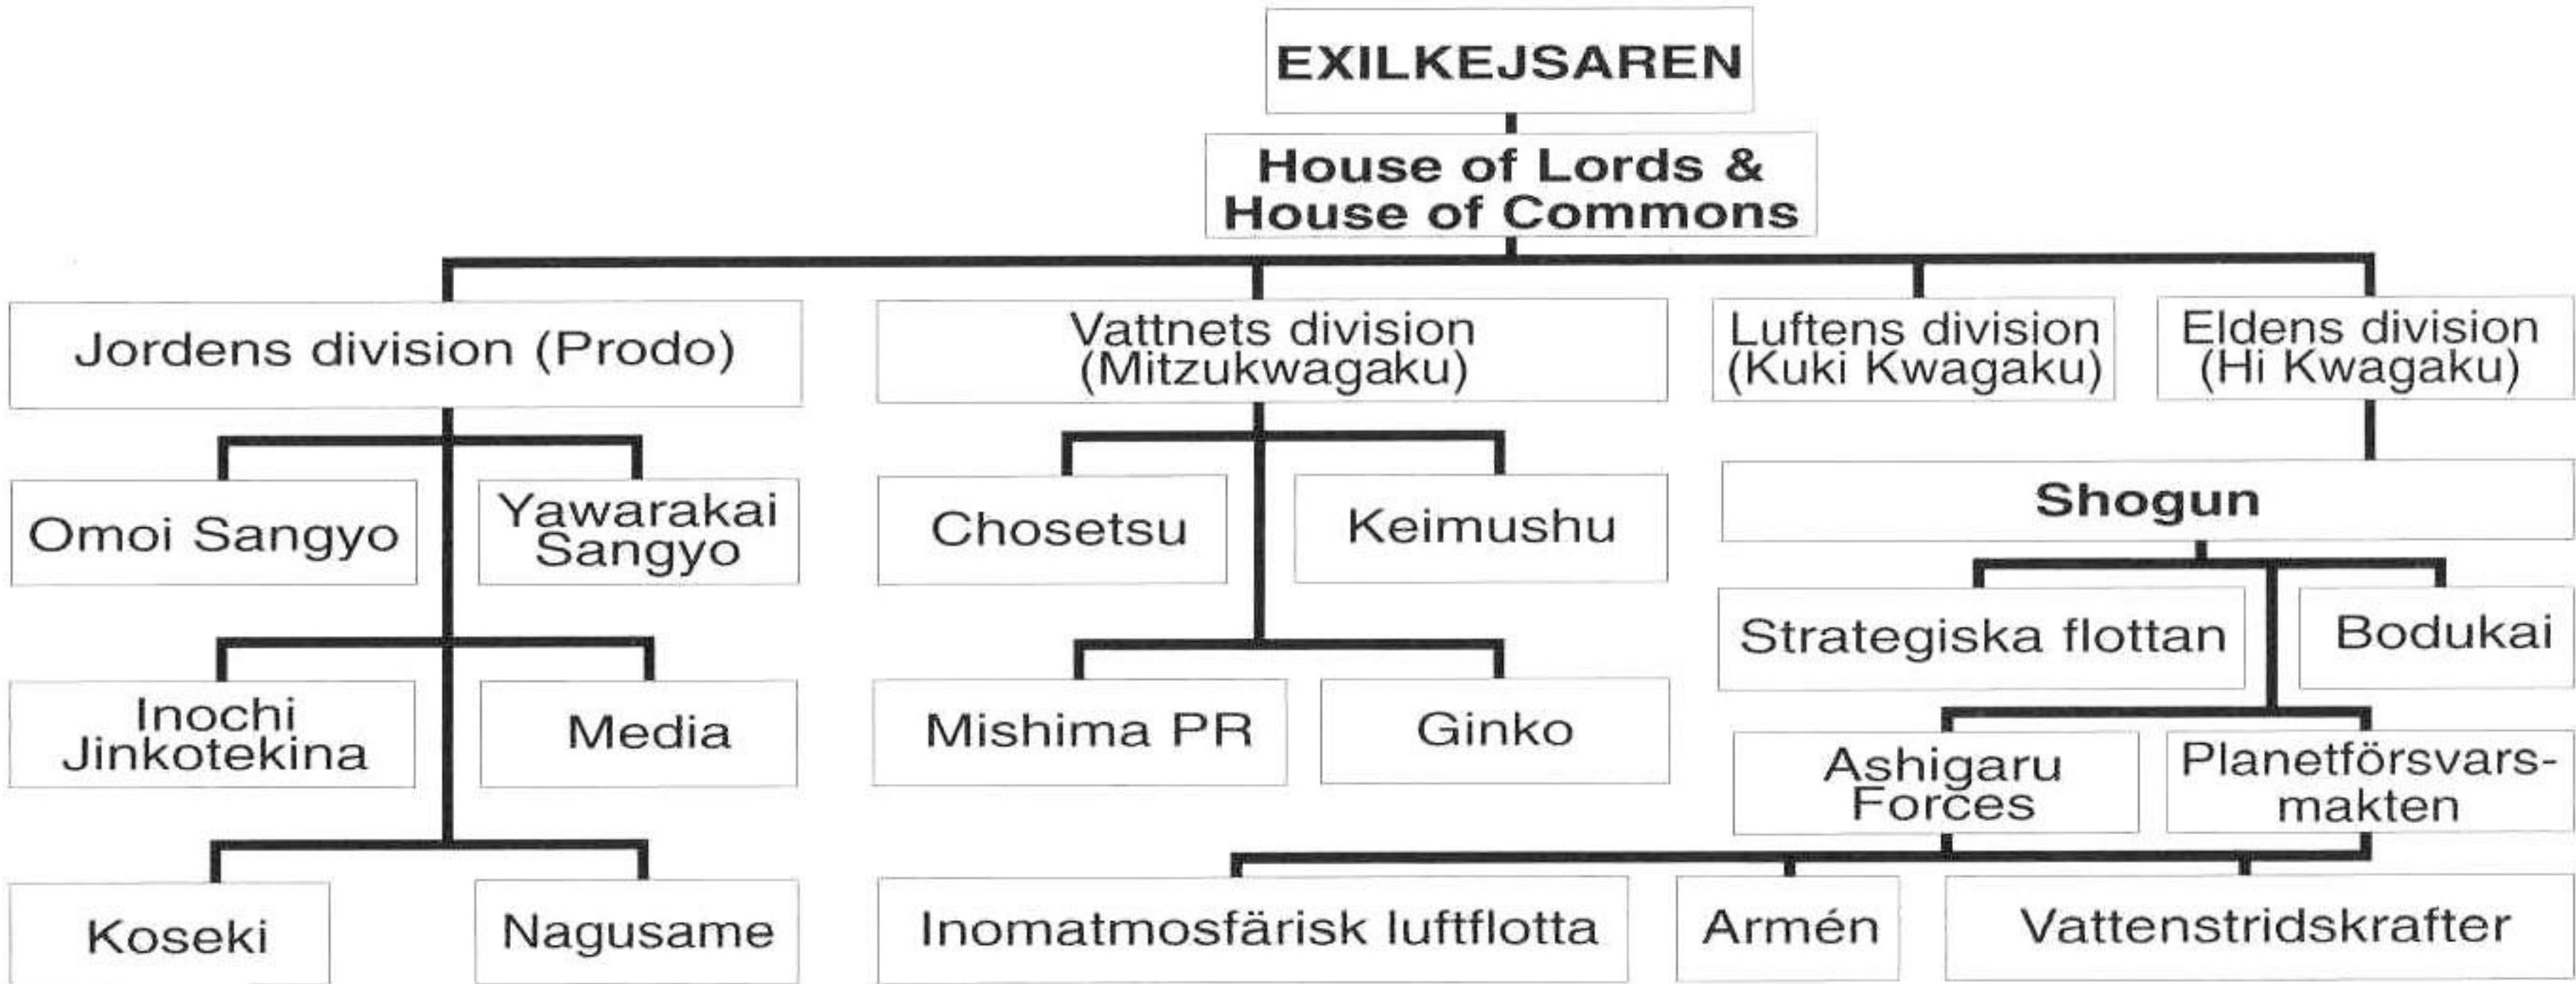 EXILKEJSAREN
House of Lords &
House of Commons
Jordens division (Prodo)
Vattnets division
(Mitzukwagaku)
Luftens division
(Kuki Kwagaku)
Eldens division
(Hi Kwagaku)
Omoi Sangyo
Yawarakai
Sangyo
Chosetsu
Keimushu
Shogun
Strategiska flottan
Bodukai
Inochi
Jinkotekina
Media
Mishima PR
Ginko
Ashigaru
Forces
Planetförsvars-
makten
Koseki
Nagusame
Inomatmosfärisk luftflotta
Armén
Vattenstridskrafter